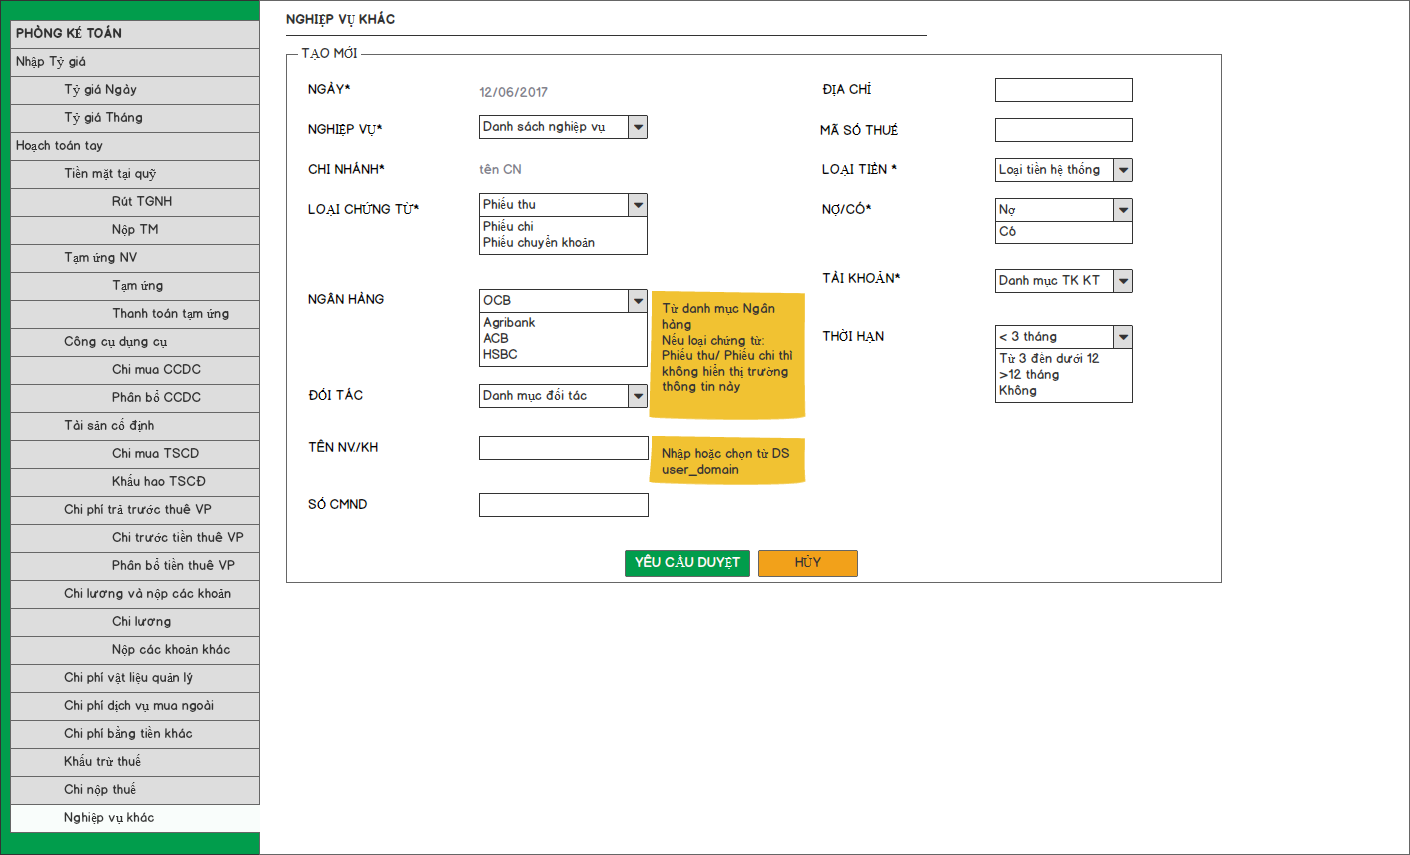 PHÒNG KẾ TOÁN
Nhập Tỷ giá
Tỷ giá Ngày
Tỷ giá Tháng
Hoạch toán tay
Tiền mặt tại quỹ
Rút TGNH
Nộp TM
Tạm ứng NV
Tạm ứng
Thanh toán tạm ứng
Công cụ dụng cụ
Chi mua CCDC
Phân bổ CCDC
Tài sản cố định
Chi mua TSCD
Khấu hao TSCĐ
Chi phí trả trước thuê VP
Chi trước tiền thuê VP
Phân bổ tiền thuê VP
Chi lương và nộp các khoản
Chi lương
Nộp các khoản khác
Chi phí vật liệu quản lý
Chi phí dịch vụ mua ngoài
Chi phí bằng tiền khác
Khấu trừ thuế
Chi nộp thuế
Nghiệp vụ khác
NGHIỆP VỤ KHÁC
TẠO MỚI
NGÀY*
12/06/2017
NGHIỆP VỤ*
Danh sách nghiệp vụ
CHI NHÁNH*
tên CN
LOẠI CHỨNG TỪ*
Phiếu thu
Phiếu chi
Phiếu chuyển khoản
NGÂN HÀNG
OCB
Agribank
ACB
HSBC
Từ danh mục Ngân
hàng
Nếu loại chứng từ:
Phiếu thu/ Phiếu chi thì
không hiển thị trường
thông tin này
ĐỐI TÁC
Danh mục đối tác
TÊN NV/KH
Nhập hoặc chọn từ DS
user_domain
SỐ CMND
ĐỊA CHỈ
MÃ SỐ THUẾ
LOẠI TIỀN *
Loại tiền hệ thống
NỢ/CÓ*
Nợ
Có
TÀI KHOẢN*
Danh mục TK KT
THỜI HẠN
< 3 tháng
Từ 3 đên dưới 12
>12 tháng
Không
YÊU CẦU DUYỆT
HỦY